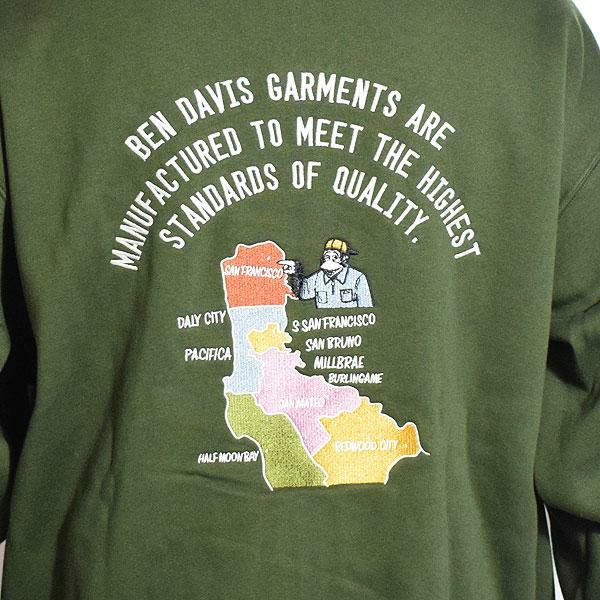 BEN DAVIS GARMENTS ARE
MANUFACTURED TO MEET THE HIGHEST
STANDARDS OF QUALITY.
SAN FRANCISCO
DALY CITY
S SAN FRANCISCO
SAN BRUNO
PACIFICA
MILLBRAE
BURLINGAME
SAN MATEO
REDWOOD CITY
HALF MOON BAY